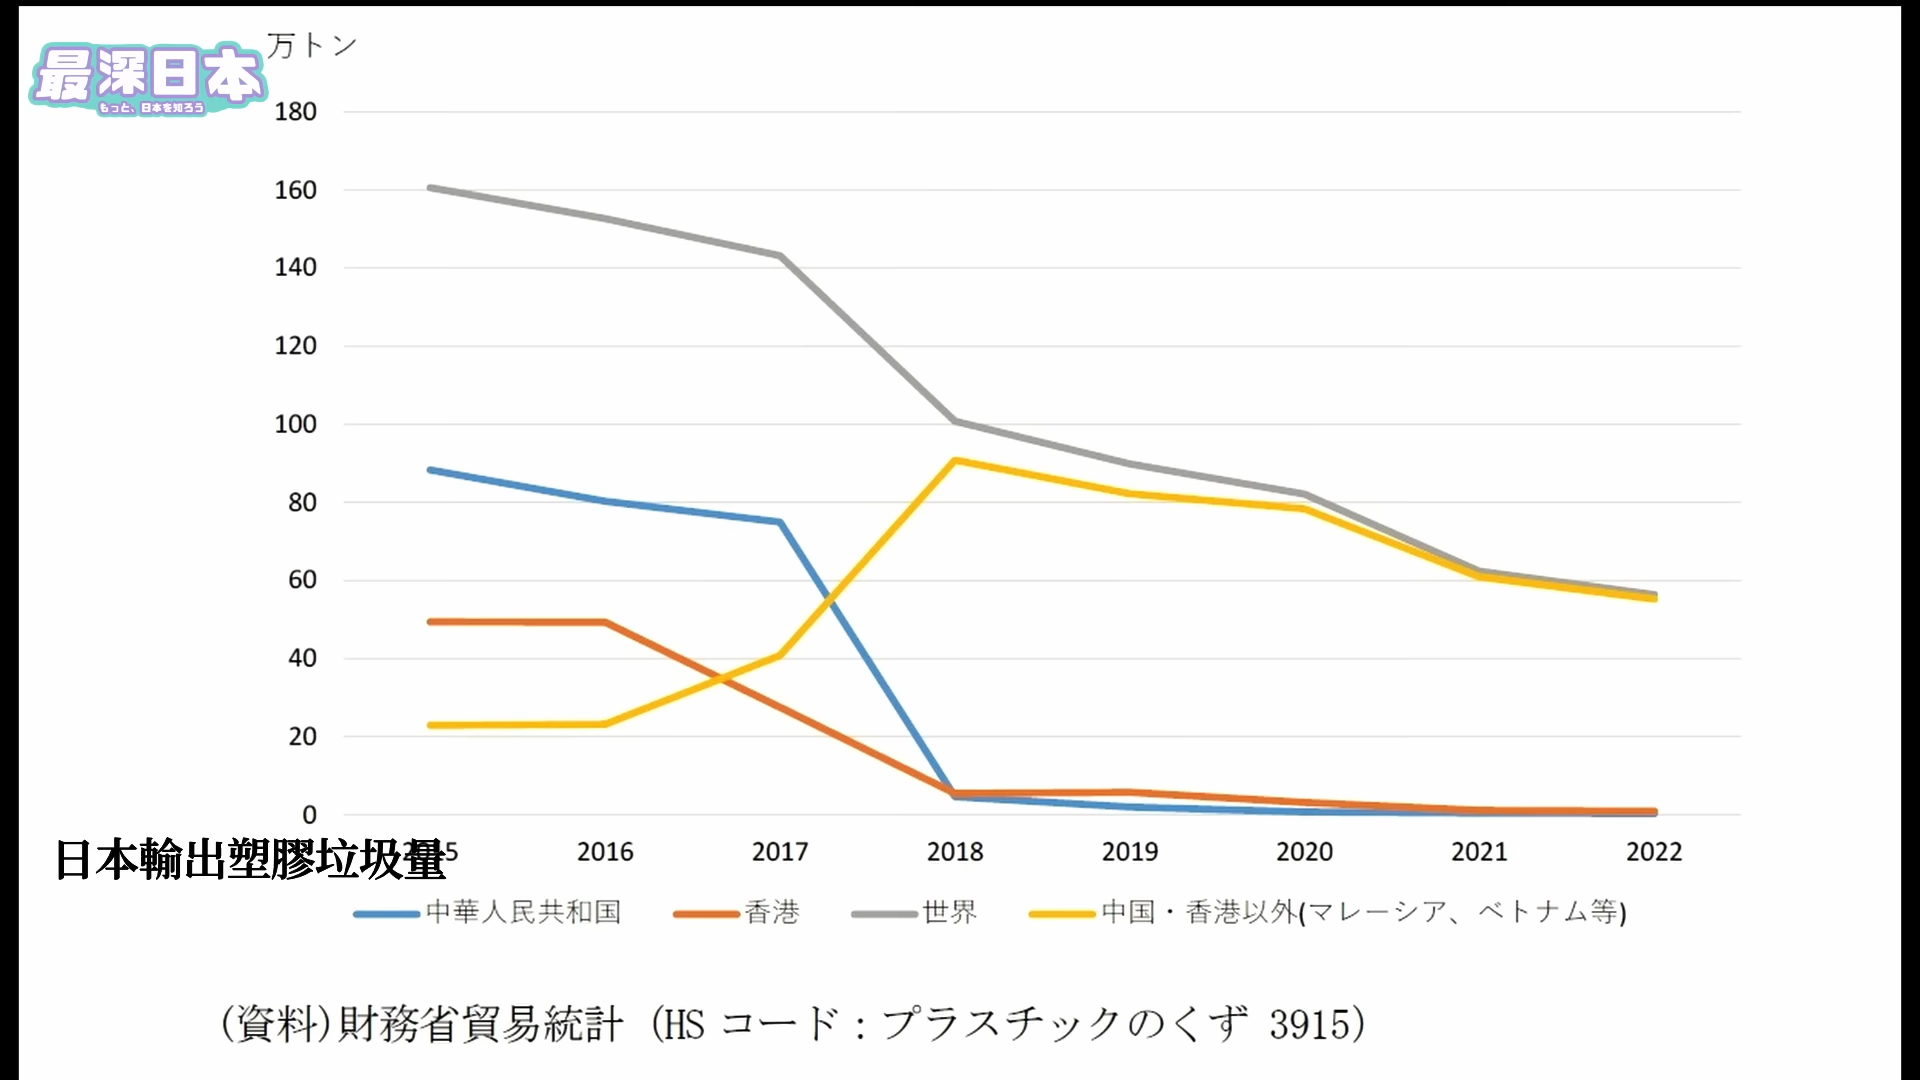 万トン
最深日本
もっと、日本を知ろう
180
160
140
120
100
80
60
40
20
0
日本輸出塑膠垃圾量
2015 2016 2017 2018 2019 2020 2021 2022
中華人民共和国 香港 世界 中国・香港以外(マレーシア、ベトナム等)
(資料)財務省貿易統計 (HS コード：プラスチックのくず 3915)